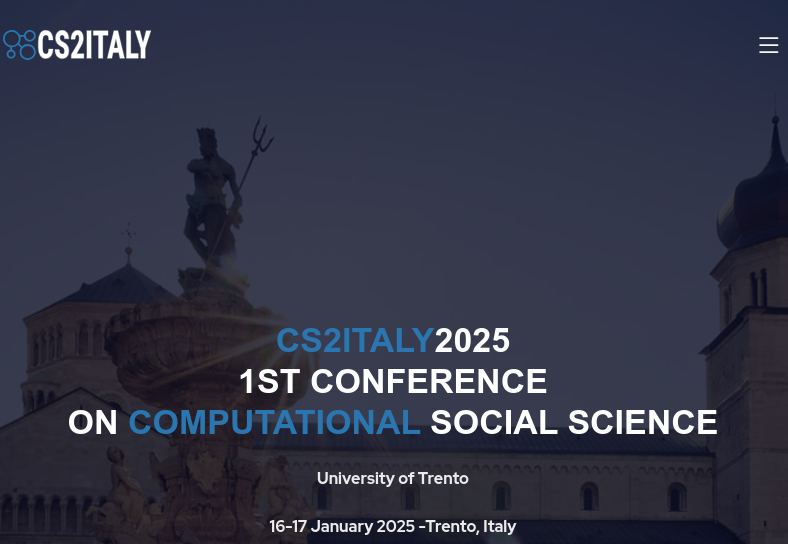 CS2ITALY
CS2ITALY2025
1ST CONFERENCE
ON COMPUTATIONAL SOCIAL SCIENCE
University of Trento
16-17 January 2025 -Trento, Italy